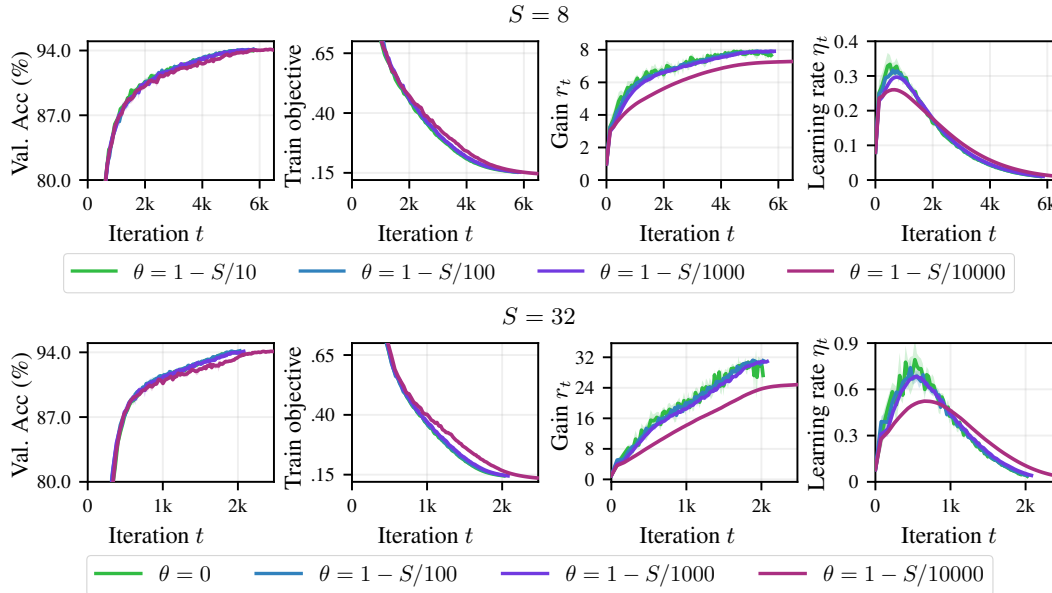 S = 8
Val. Acc (%)
94.0
87.0
80.0
0 2k 4k 6k
Iteration t
Train objective
.65
.40
.15
0 2k 4k 6k
Iteration t
Gain r_t
8
6
4
2
0
0 2k 4k 6k
Iteration t
Learning rate η_t
0.4
0.3
0.2
0.1
0
0 2k 4k 6k
Iteration t
θ = 1 − S/10 θ = 1 − S/100 θ = 1 − S/1000 θ = 1 − S/10000
S = 32
Val. Acc (%)
94.0
87.0
80.0
0 1k 2k
Iteration t
Train objective
.65
.40
.15
0 1k 2k
Iteration t
Gain r_t
32
24
16
8
0
0 1k 2k
Iteration t
Learning rate η_t
0.9
0.6
0.3
0
0 1k 2k
Iteration t
θ = 0 θ = 1 − S/100 θ = 1 − S/1000 θ = 1 − S/10000